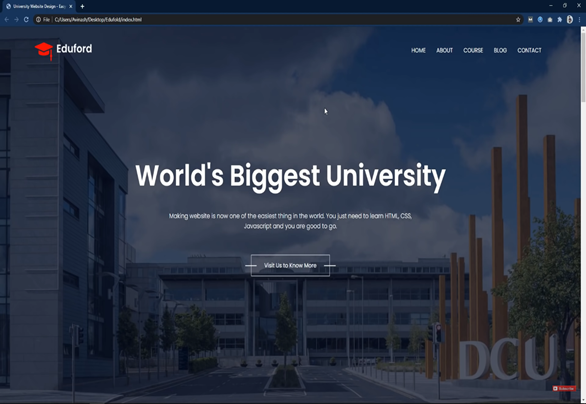 University Website Design - Easy
File | C:/Users/Avinash/Desktop/Eduford/index.html
Eduford
HOME ABOUT COURSE BLOG CONTACT
World's Biggest University
Making website is now one of the easiest thing in the world. You just need to learn HTML, CSS,
Javascript and you are good to go.
Visit Us to Know More
DCU
Subscribe